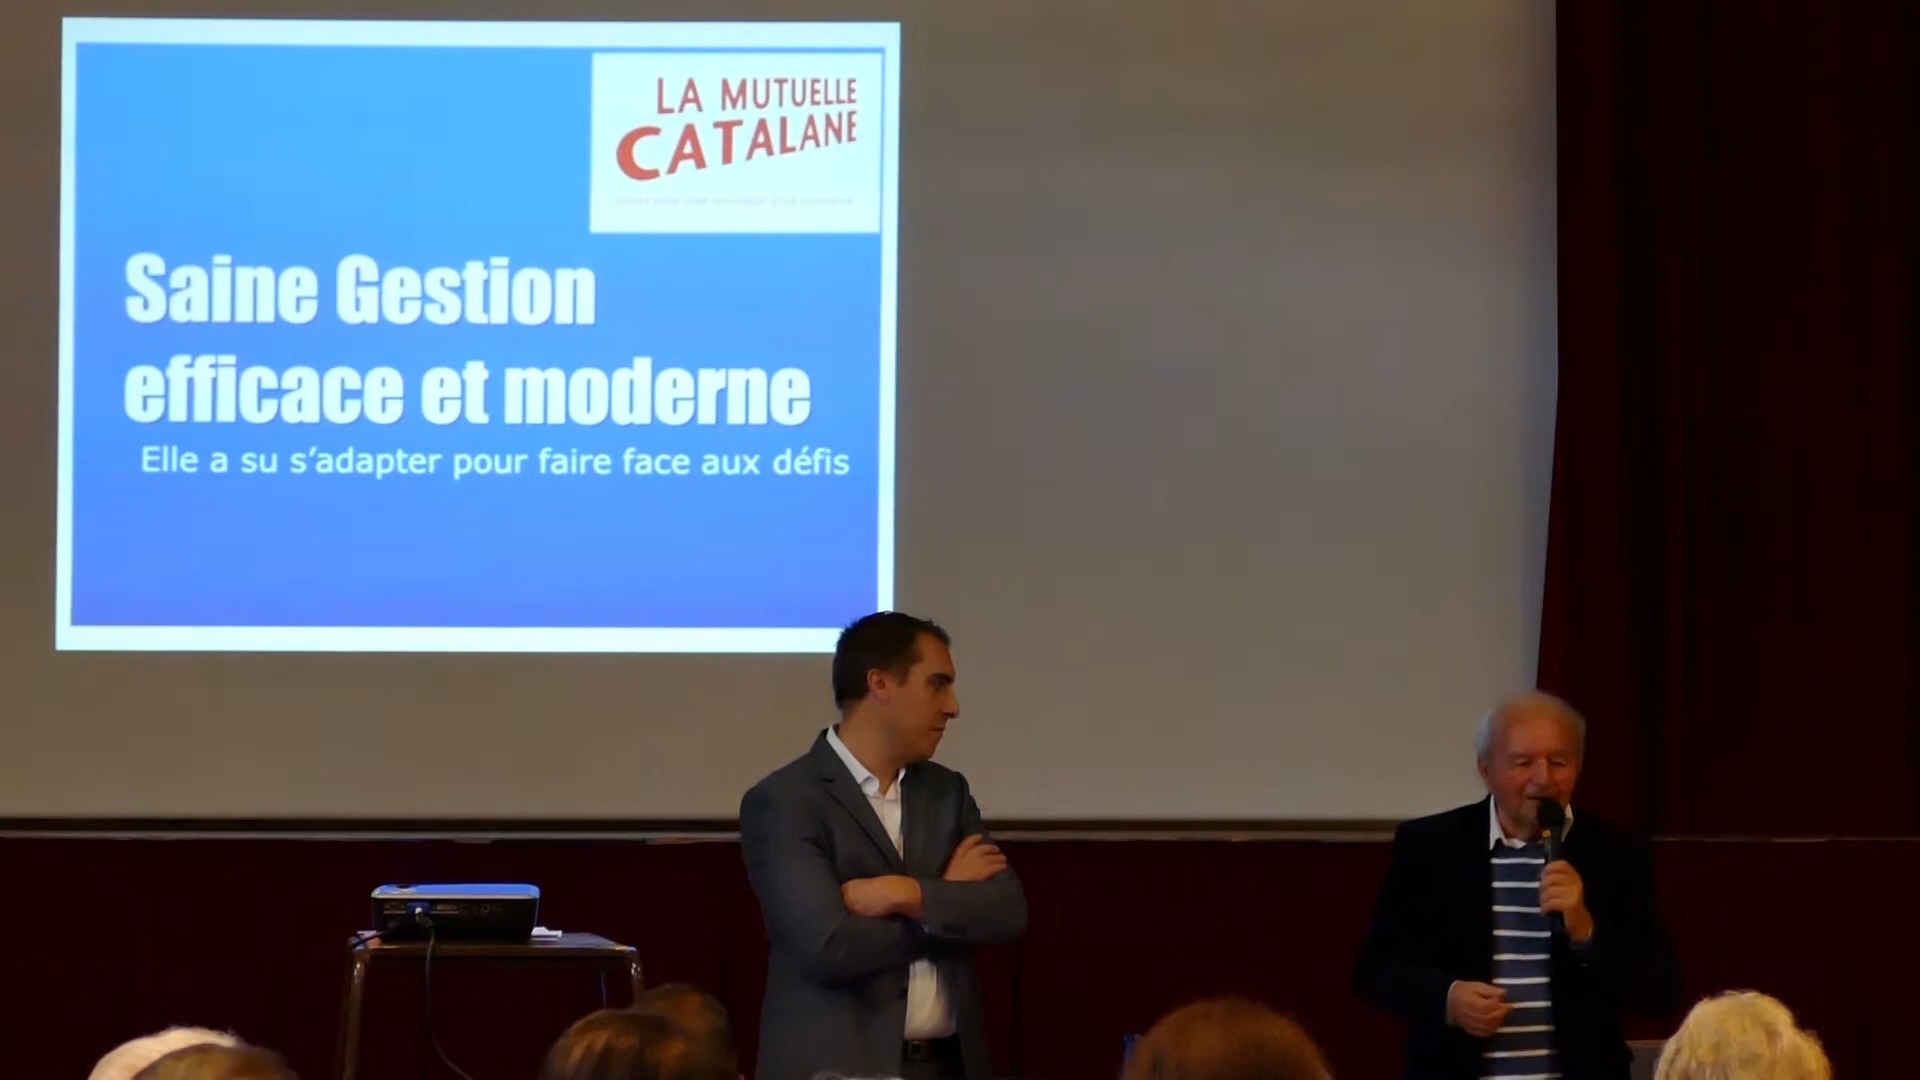 LA MUTUELLE
CATALANE
Saine Gestion
efficace et moderne
Elle a su s'adapter pour faire face aux défis